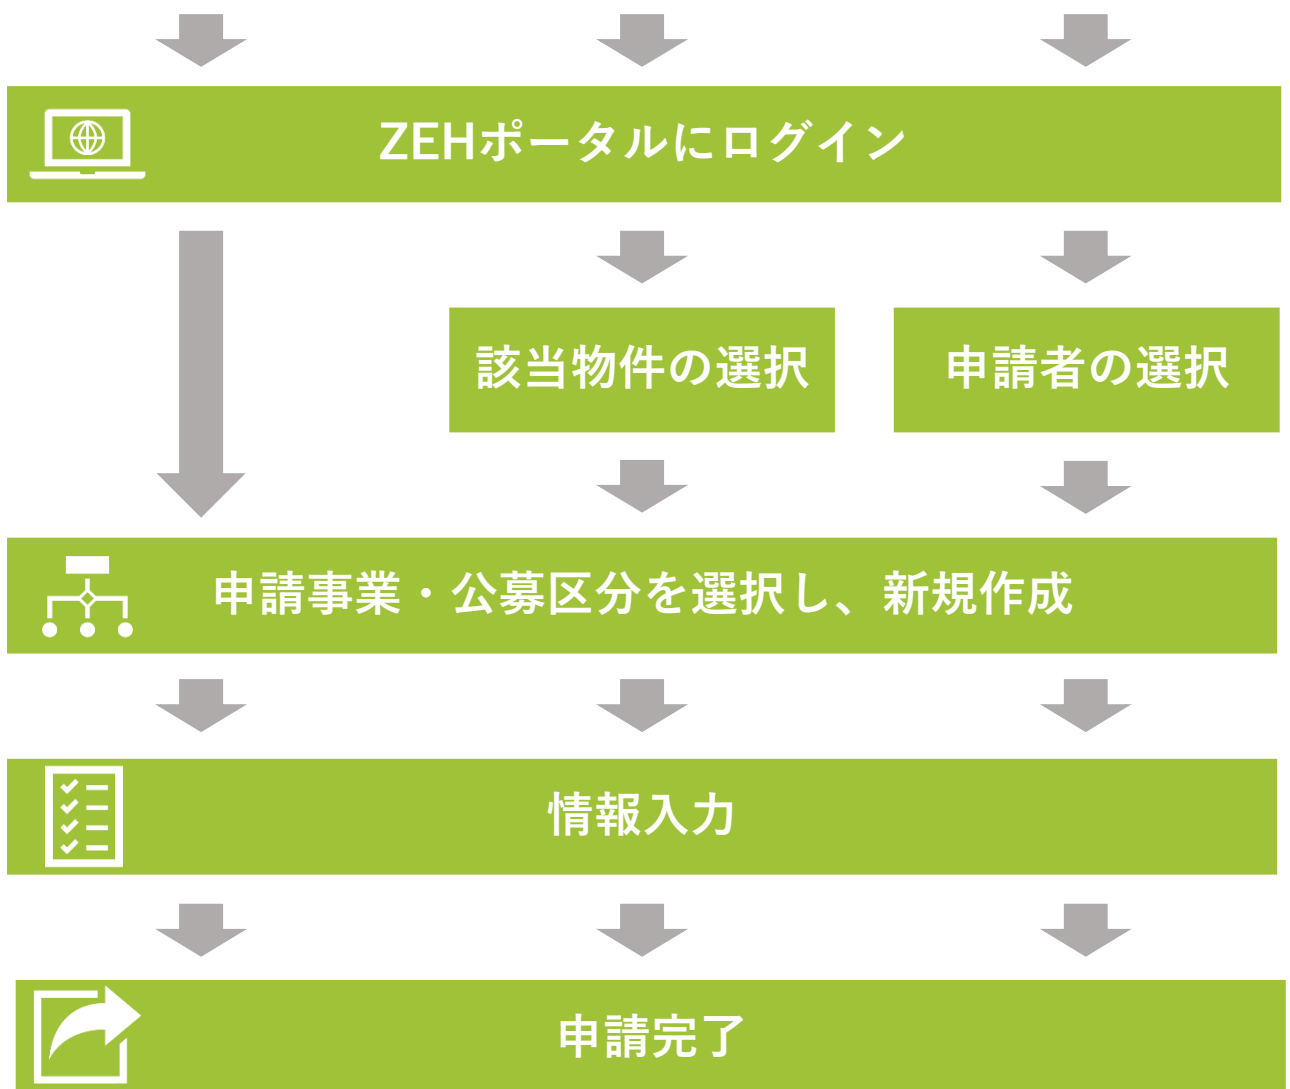 ZEHポータルにログイン
該当物件の選択
申請者の選択
申請事業・公募区分を選択し、新規作成
情報入力
申請完了